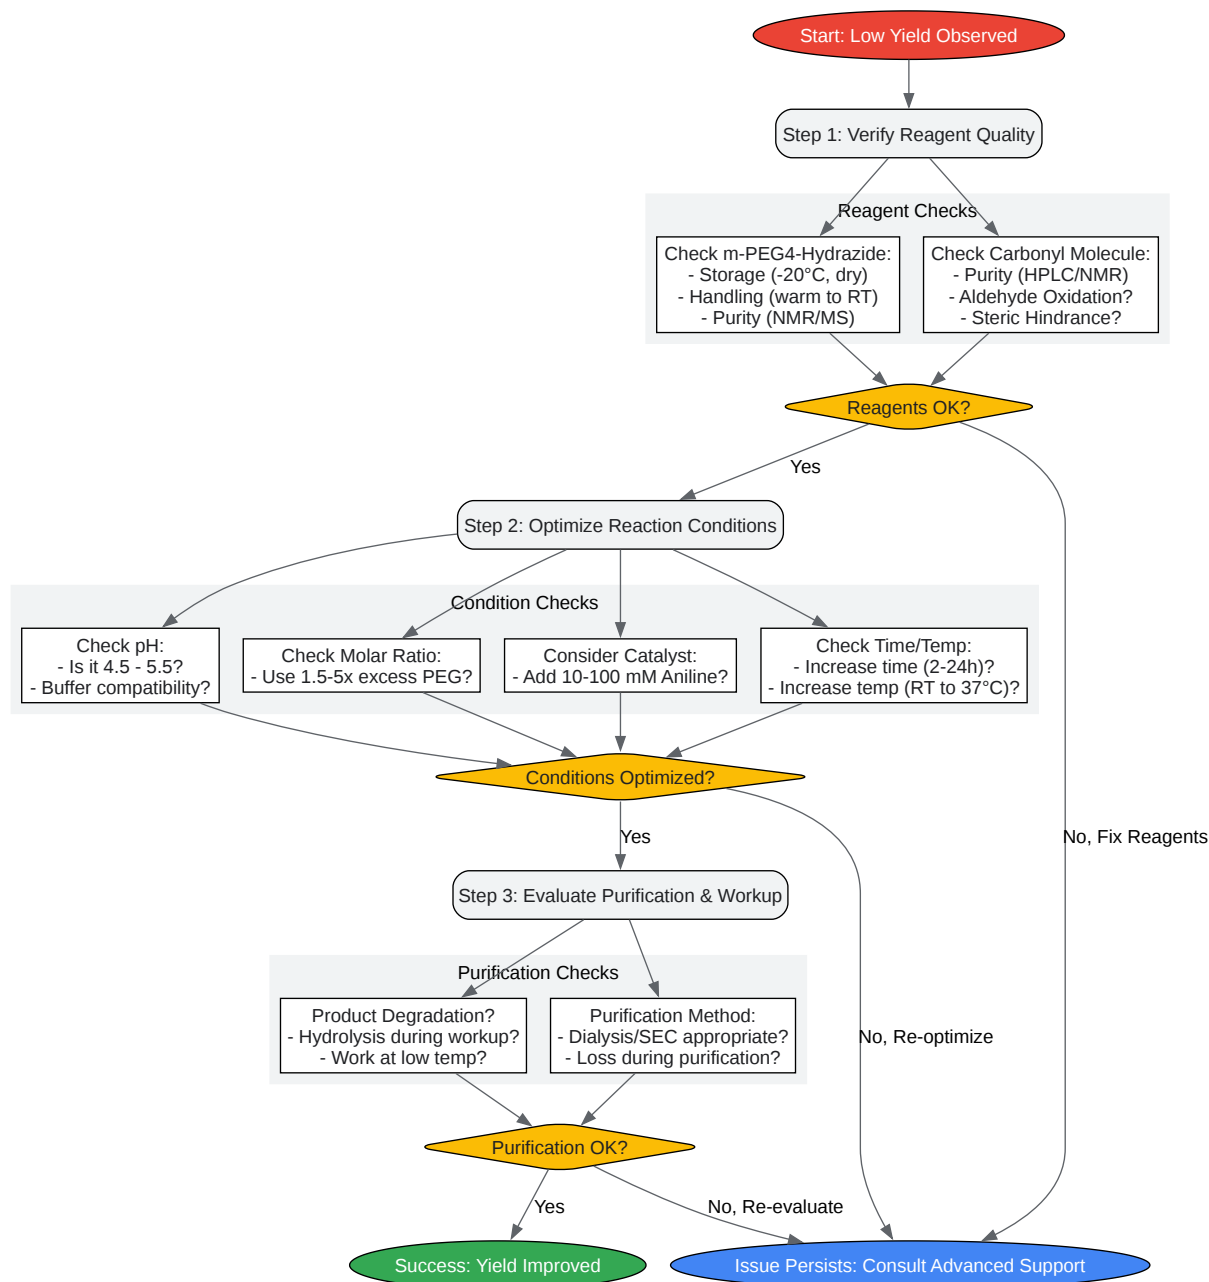 Start: Low Yield Observed
Step 1: Verify Reagent Quality
Reagent Checks
Check m-PEG4-Hydrazide:
- Storage (-20°C, dry)
- Handling (warm to RT)
- Purity (NMR/MS)
Check Carbonyl Molecule:
- Purity (HPLC/NMR)
- Aldehyde Oxidation?
- Steric Hindrance?
Reagents OK?
Yes
Step 2: Optimize Reaction Conditions
Condition Checks
Check pH:
- Is it 4.5 - 5.5?
- Buffer compatibility?
Check Molar Ratio:
- Use 1.5-5x excess PEG?
Consider Catalyst:
- Add 10-100 mM Aniline?
Check Time/Temp:
- Increase time (2-24h)?
- Increase temp (RT to 37°C)?
Conditions Optimized?
Yes
No, Fix Reagents
Step 3: Evaluate Purification & Workup
Purification Checks
Product Degradation?
- Hydrolysis during workup?
- Work at low temp?
Purification Method:
- Dialysis/SEC appropriate?
- Loss during purification?
No, Re-optimize
Purification OK?
Yes
No, Re-evaluate
Success: Yield Improved
Issue Persists: Consult Advanced Support